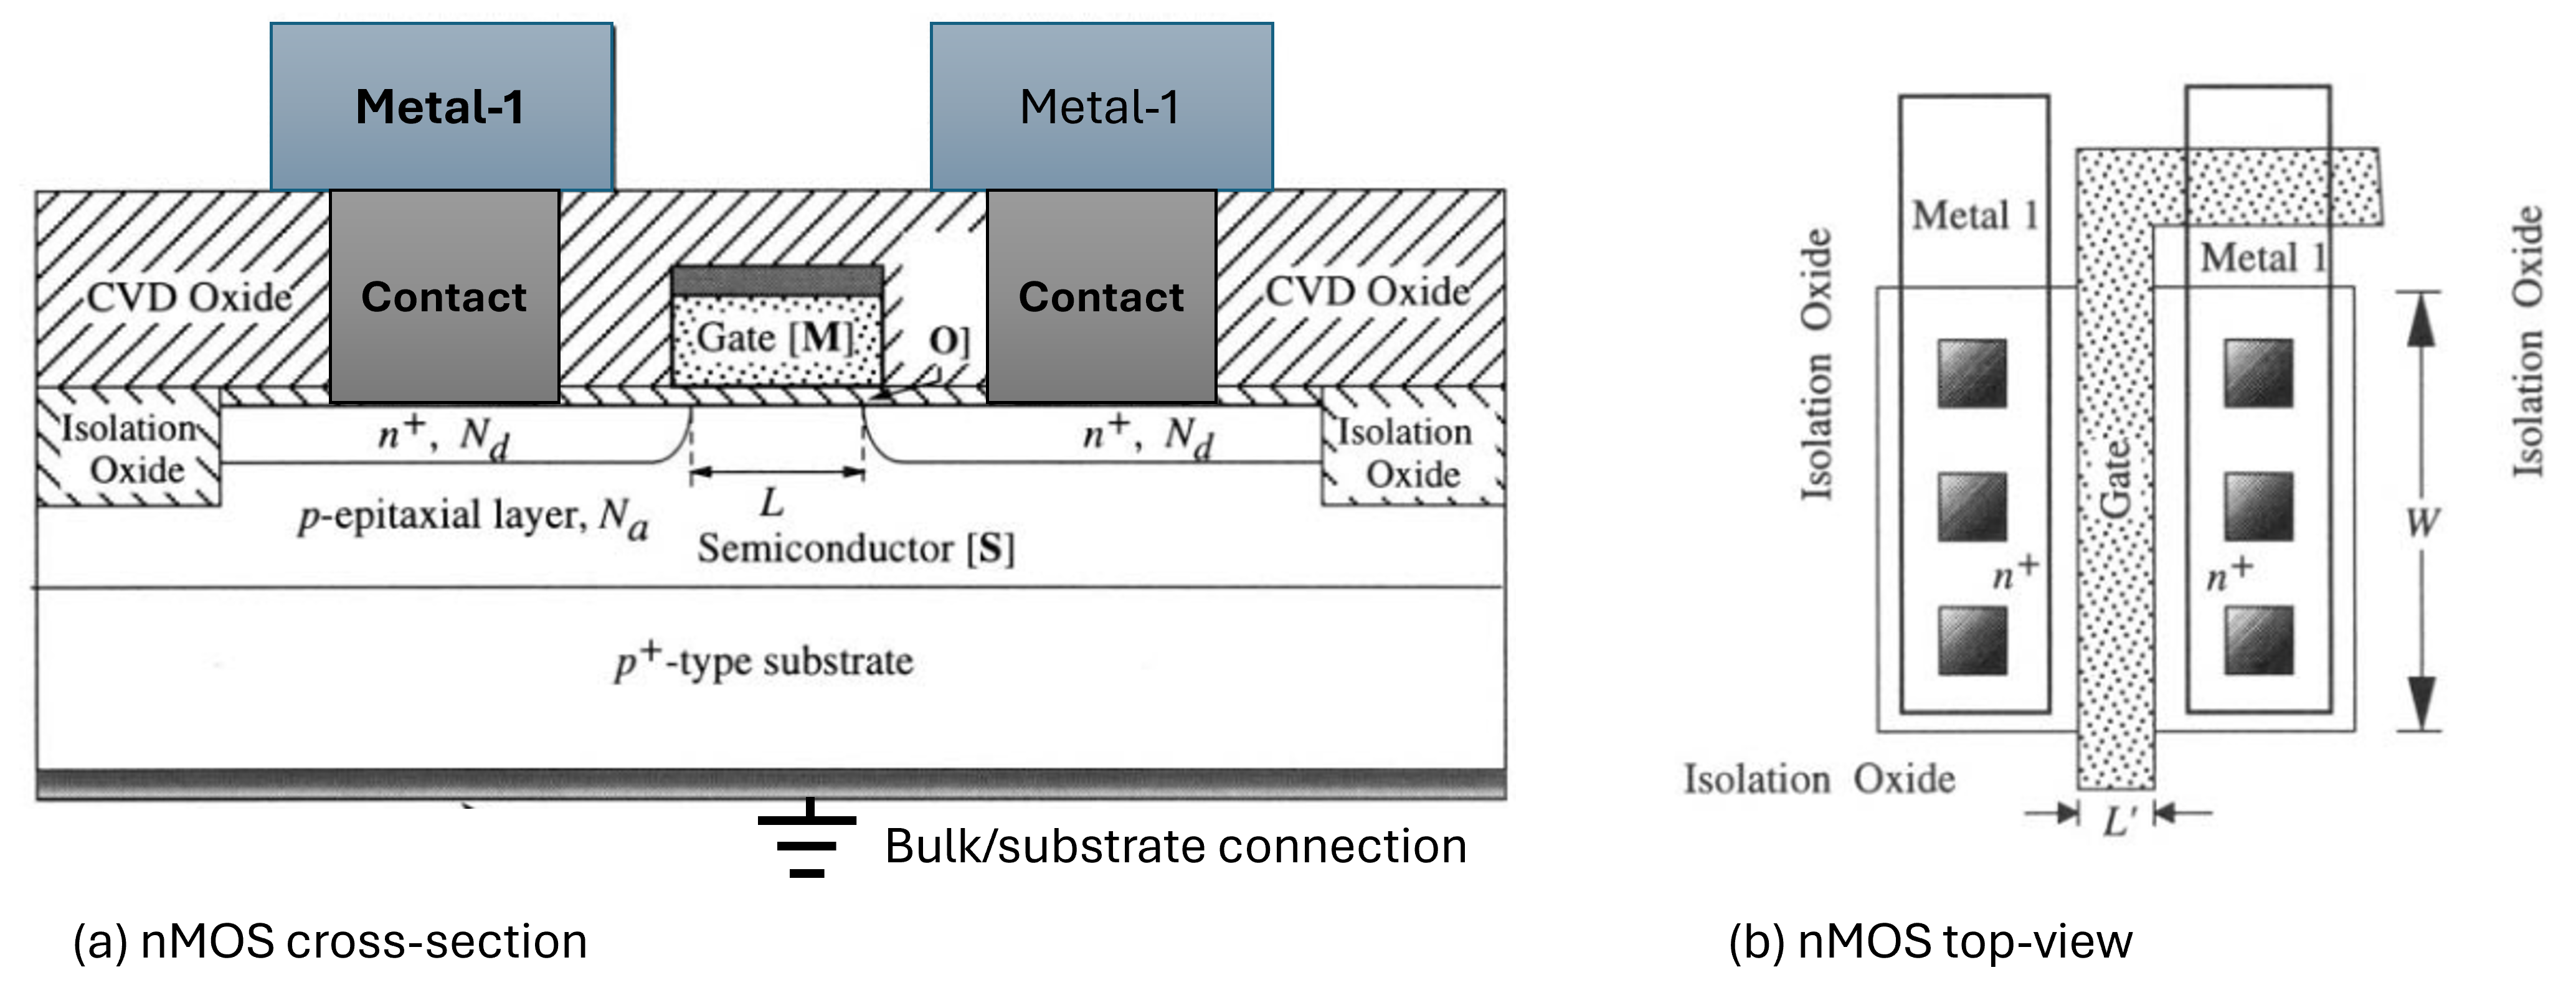 Metal-1
Metal-1
CVD Oxide
Contact
Gate [M]
O]
Contact
CVD Oxide
Isolation
Oxide
n⁺, N_d
n⁺, N_d
Isolation
Oxide
L
p-epitaxial layer, N_a
Semiconductor [S]
p⁺-type substrate
Bulk/substrate connection
(a) nMOS cross-section
Metal 1
Metal 1
Isolation Oxide
Isolation Oxide
Gate
W
n⁺
n⁺
Isolation Oxide
L'
(b) nMOS top-view